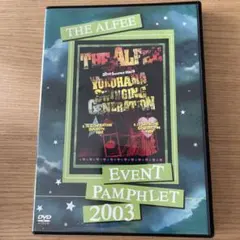 THE ALFEE
THE ALFEE
YOKOHAMA
SWINGING
GENERATION
EVENT
PAMPHLET
2003
DVD